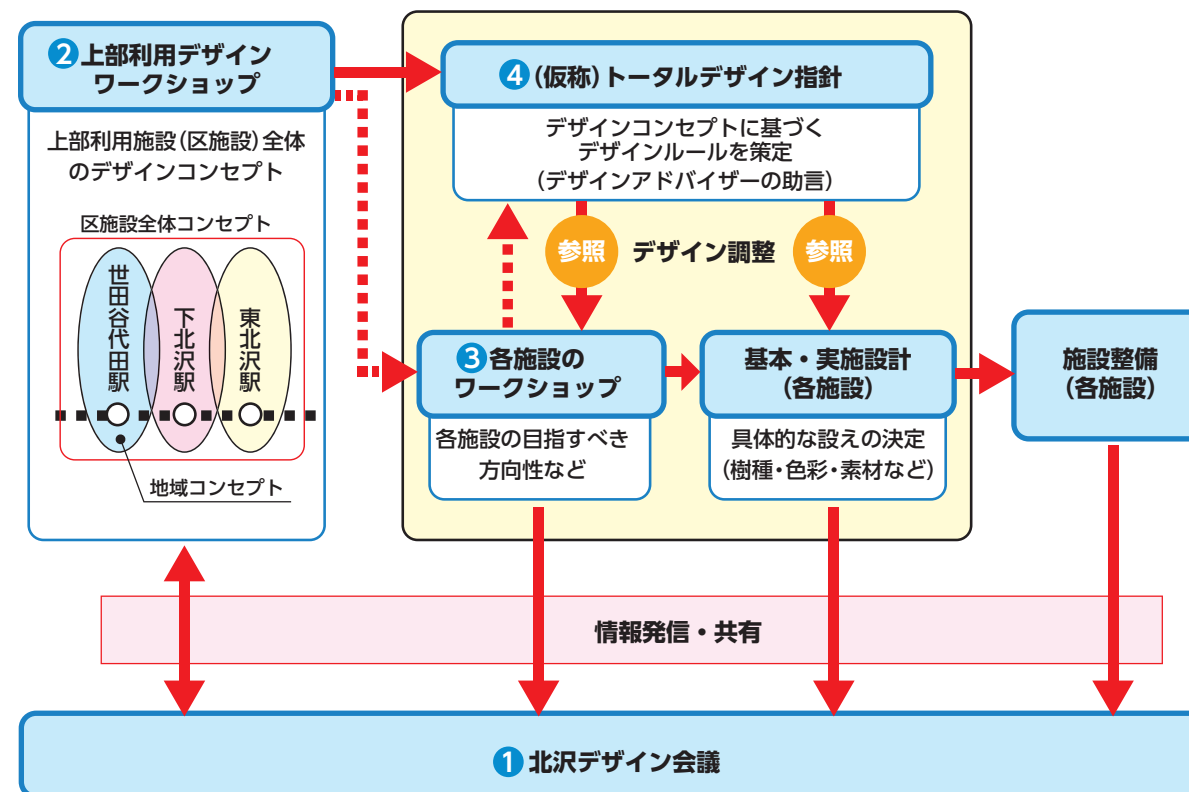 ❷上部利用デザイン
ワークショップ
上部利用施設(区施設)全体
のデザインコンセプト
区施設全体コンセプト
世田谷代田駅
下北沢駅
東北沢駅
地域コンセプト
❹(仮称)トータルデザイン指針
デザインコンセプトに基づく
デザインルールを策定
(デザインアドバイザーの助言)
参照
デザイン調整
参照
❸各施設の
ワークショップ
各施設の目指すべき
方向性など
基本・実施設計
(各施設)
具体的な設えの決定
(樹種・色彩・素材など)
施設整備
(各施設)
情報発信・共有
❶北沢デザイン会議